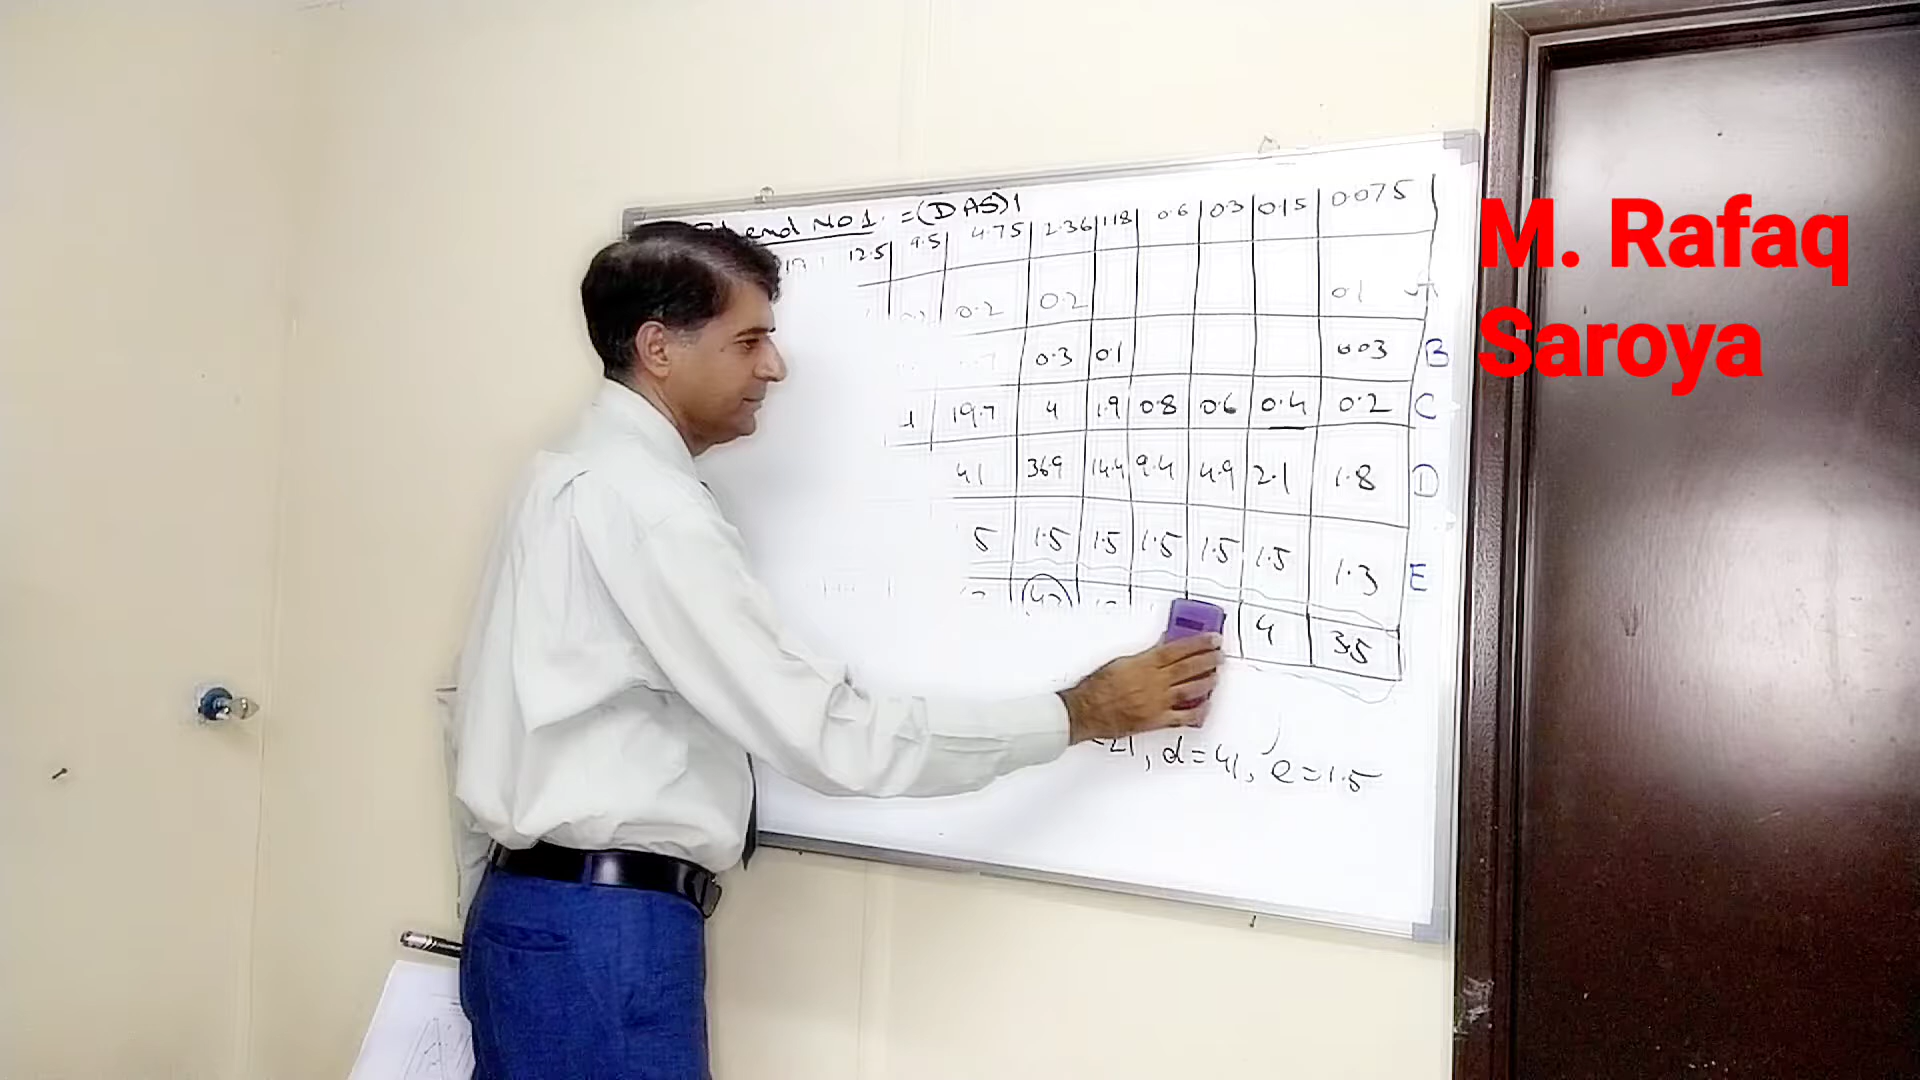 Blend No 1. = (DAS)1
12.5 9.5 4.75 2.36 1.18 0.6 0.3 0.15 0.075
0.2 0.2 0.1 A
0.3 0.1 0.03 B
19.7 4 1.9 0.8 0.6 0.4 0.2 C
41 36.9 14.4 9.4 4.9 2.1 1.8 D
5 1.5 1.5 1.5 1.5 1.5 1.3 E
4 3.5
=21, d=41, e=1.5
M. Rafaq
Saroya